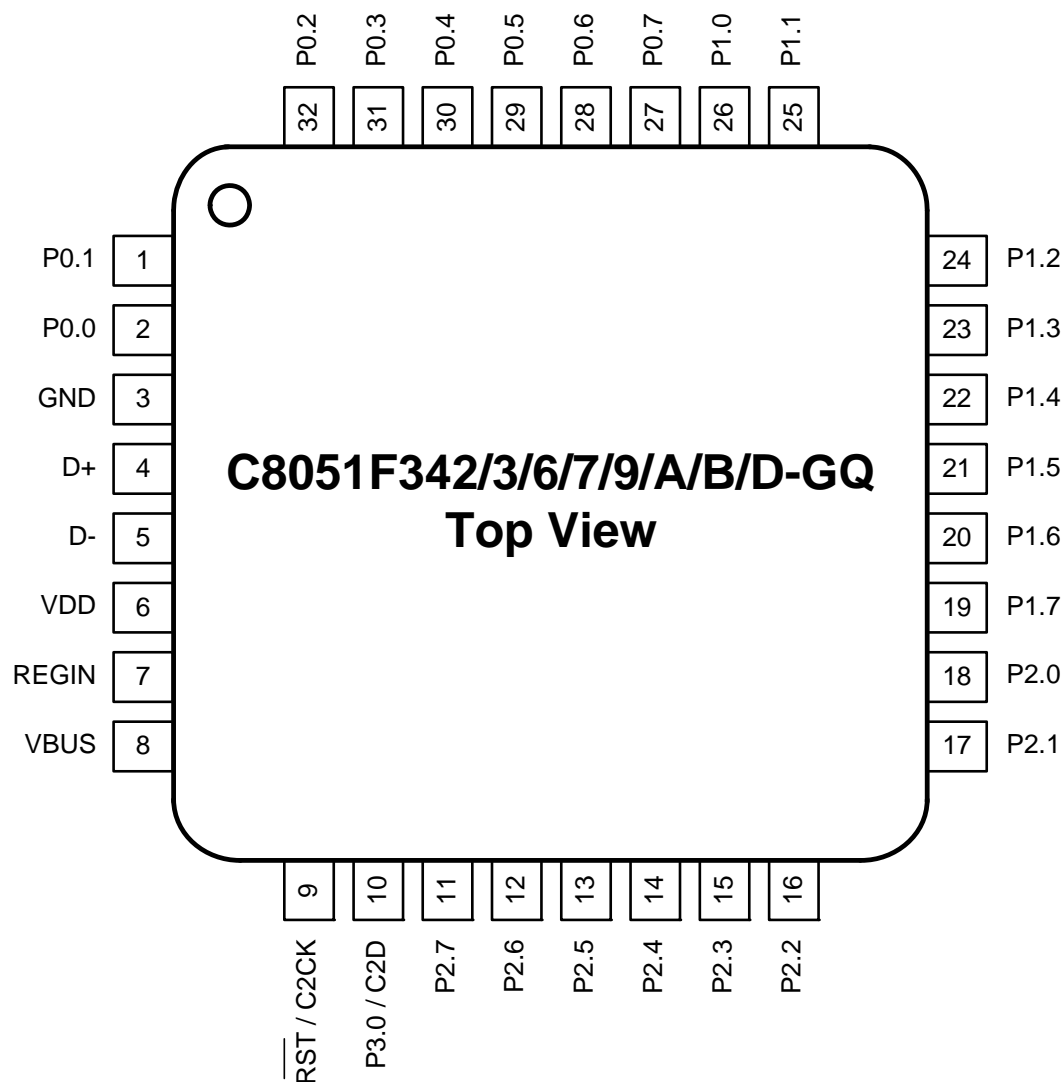 P0.2 P0.3 P0.4 P0.5 P0.6 P0.7 P1.0 P1.1
32 31 30 29 28 27 26 25
P0.1 1
P0.0 2
GND 3
D+ 4
D- 5
VDD 6
REGIN 7
VBUS 8
C8051F342/3/6/7/9/A/B/D-GQ
Top View
24 P1.2
23 P1.3
22 P1.4
21 P1.5
20 P1.6
19 P1.7
18 P2.0
17 P2.1
9 10 11 12 13 14 15 16
RST / C2CK P3.0 / C2D P2.7 P2.6 P2.5 P2.4 P2.3 P2.2